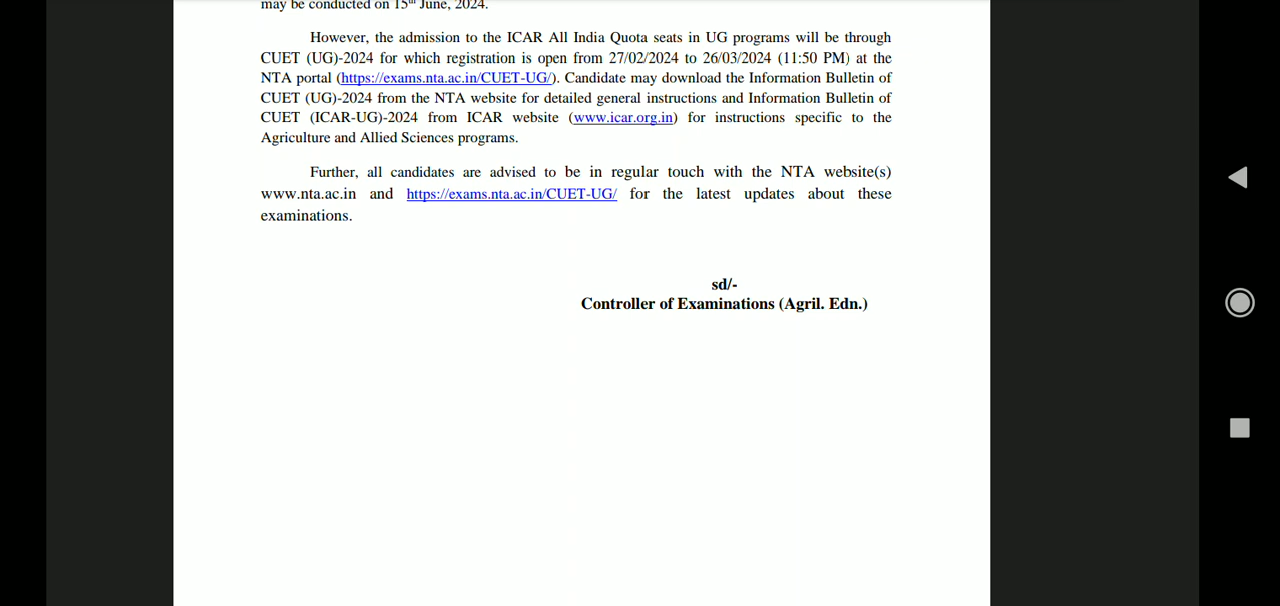 may be conducted on 15th June, 2024.
However, the admission to the ICAR All India Quota seats in UG programs will be through
CUET (UG)-2024 for which registration is open from 27/02/2024 to 26/03/2024 (11:50 PM) at the
NTA portal (https://exams.nta.ac.in/CUET-UG/). Candidate may download the Information Bulletin of
CUET (UG)-2024 from the NTA website for detailed general instructions and Information Bulletin of
CUET (ICAR-UG)-2024 from ICAR website (www.icar.org.in) for instructions specific to the
Agriculture and Allied Sciences programs.
Further, all candidates are advised to be in regular touch with the NTA website(s)
www.nta.ac.in and https://exams.nta.ac.in/CUET-UG/ for the latest updates about these
examinations.
sd/-
Controller of Examinations (Agril. Edn.)